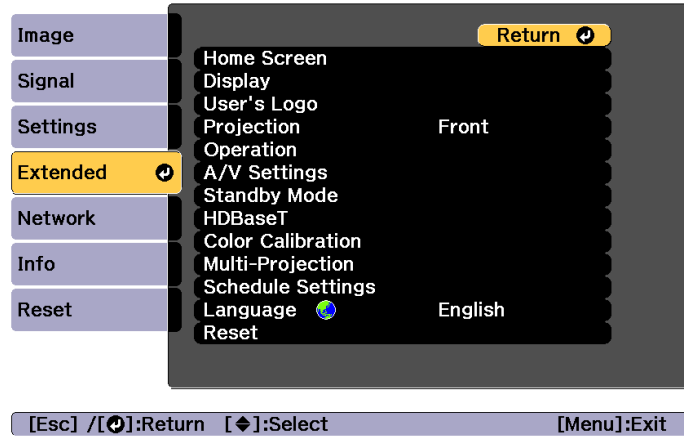 Image
Signal
Settings
Extended
Network
Info
Reset
Return
Home Screen
Display
User's Logo
Projection Front
Operation
A/V Settings
Standby Mode
HDBaseT
Color Calibration
Multi-Projection
Schedule Settings
Language English
Reset
[Esc] /[⏎]:Return [◆]:Select [Menu]:Exit